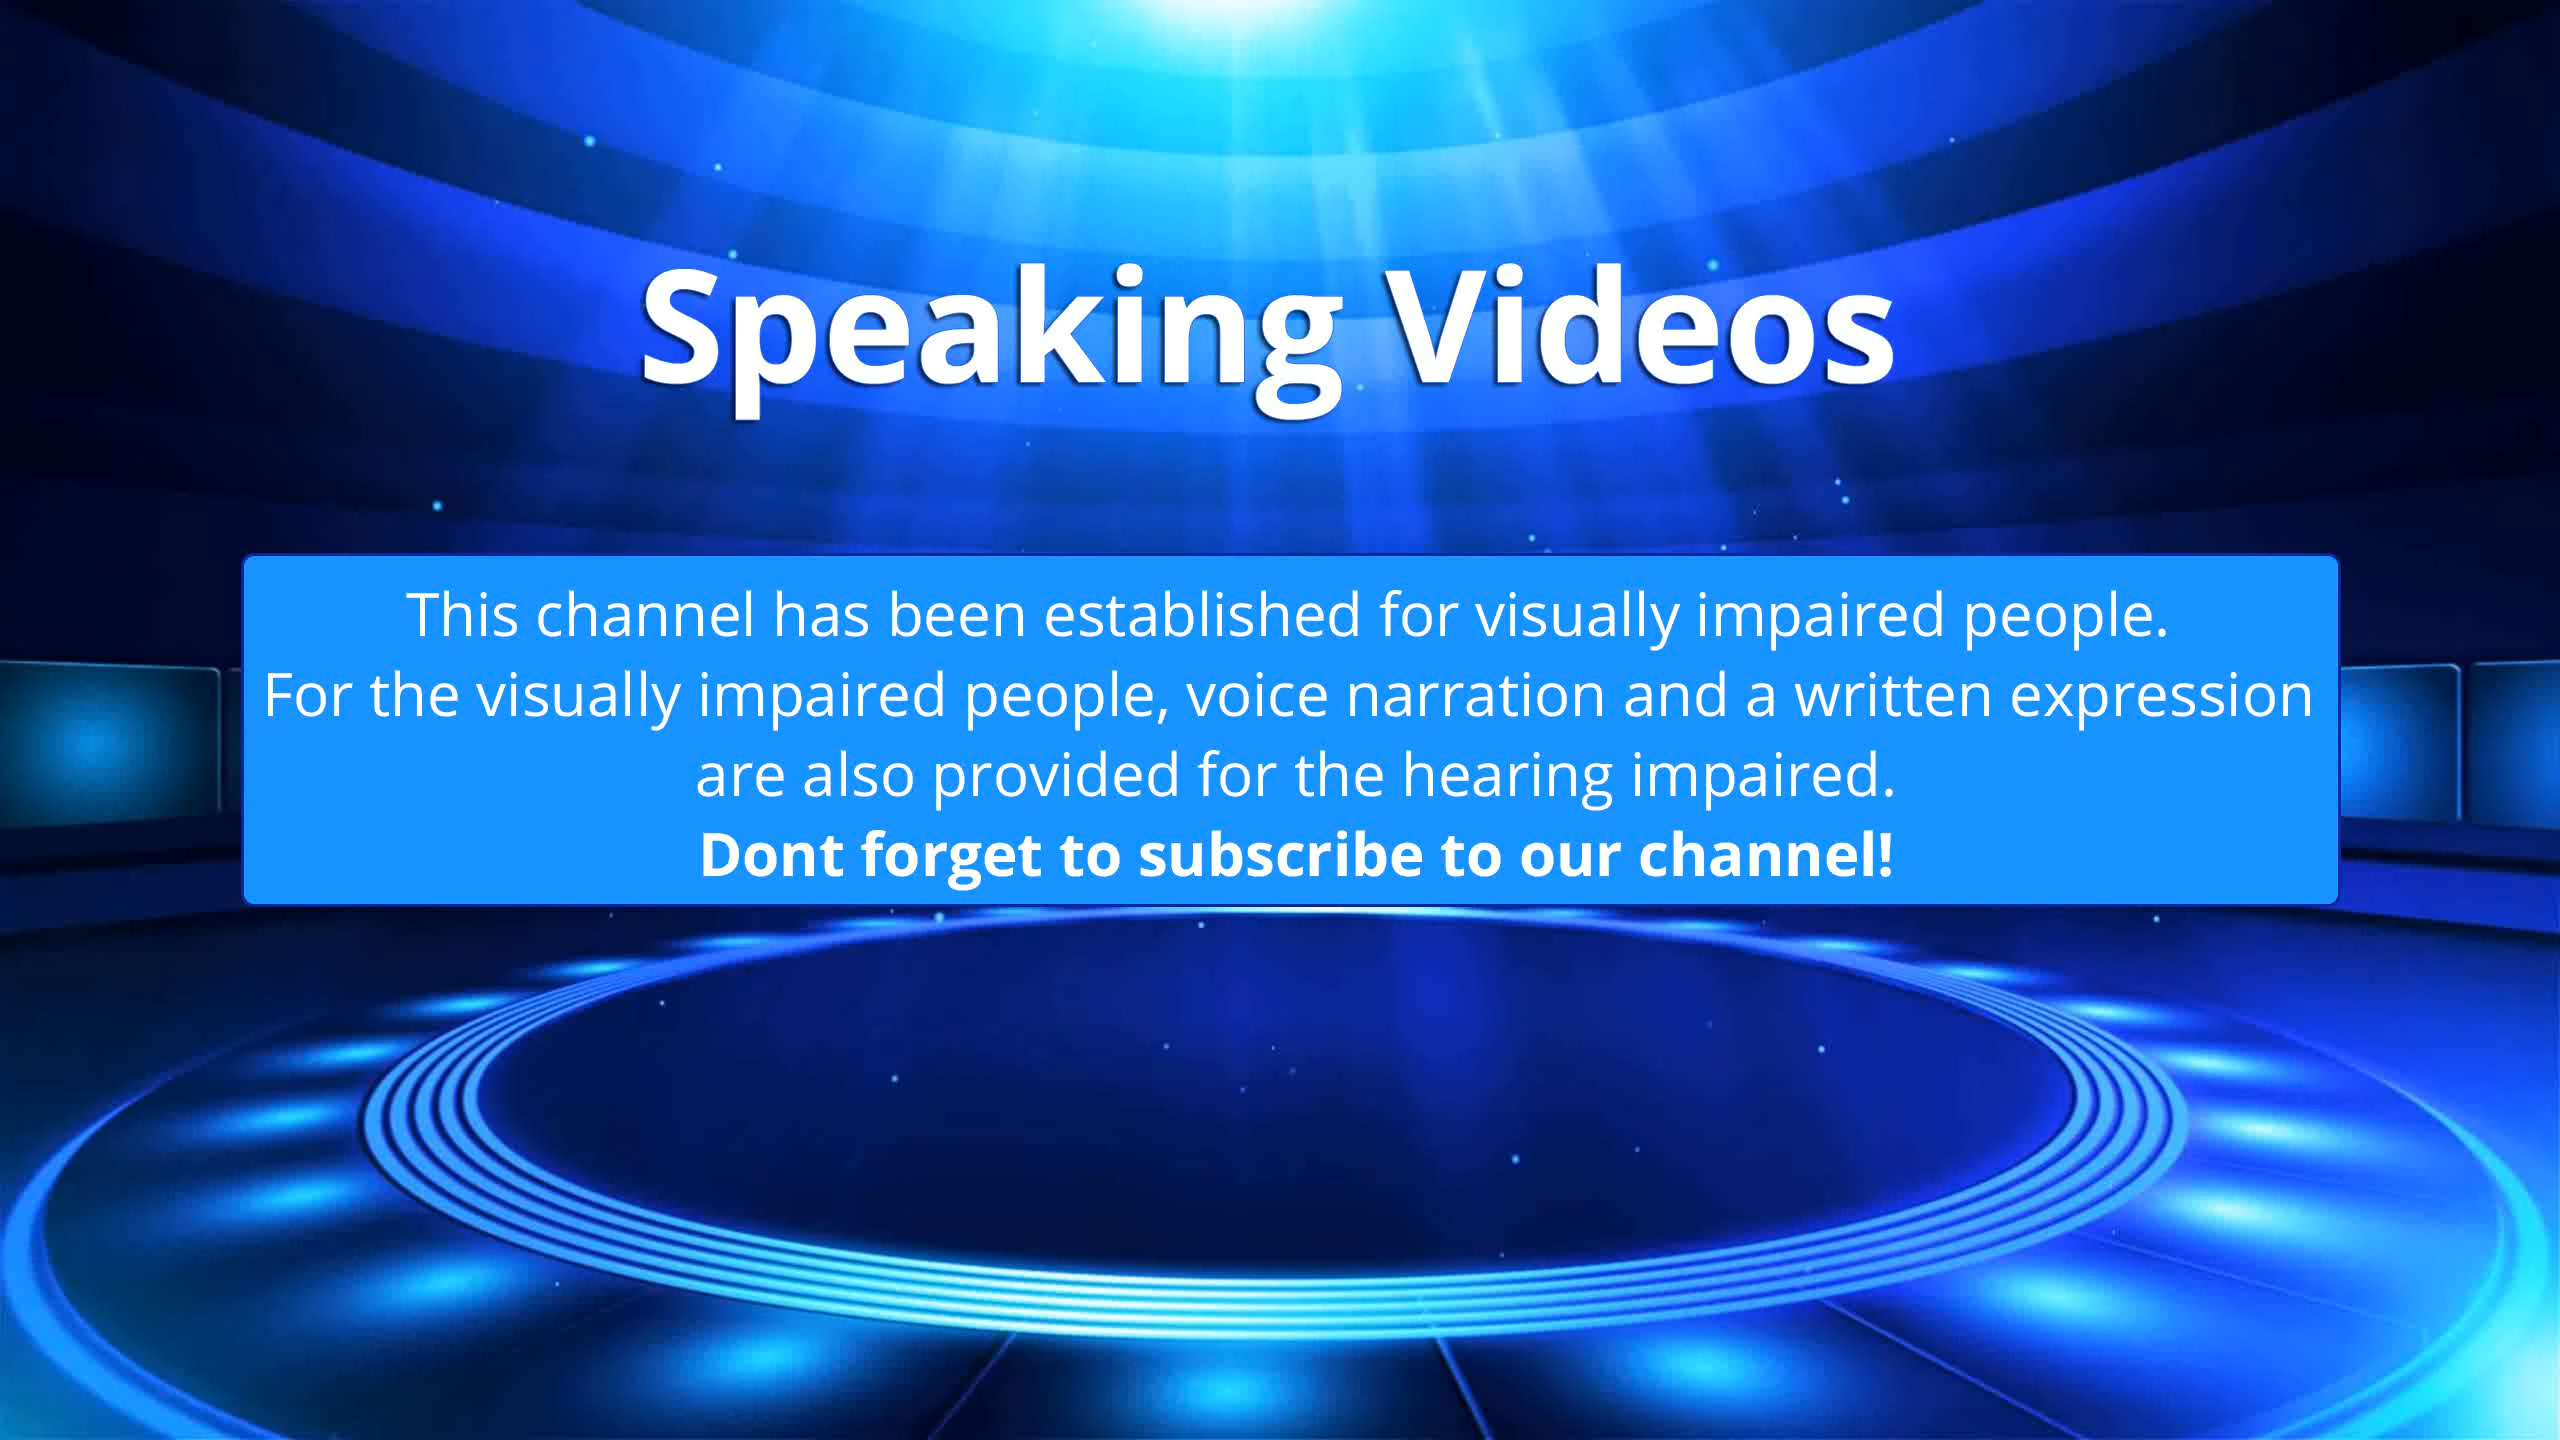 Speaking Videos
This channel has been established for visually impaired people.
For the visually impaired people, voice narration and a written expression
are also provided for the hearing impaired.
Dont forget to subscribe to our channel!